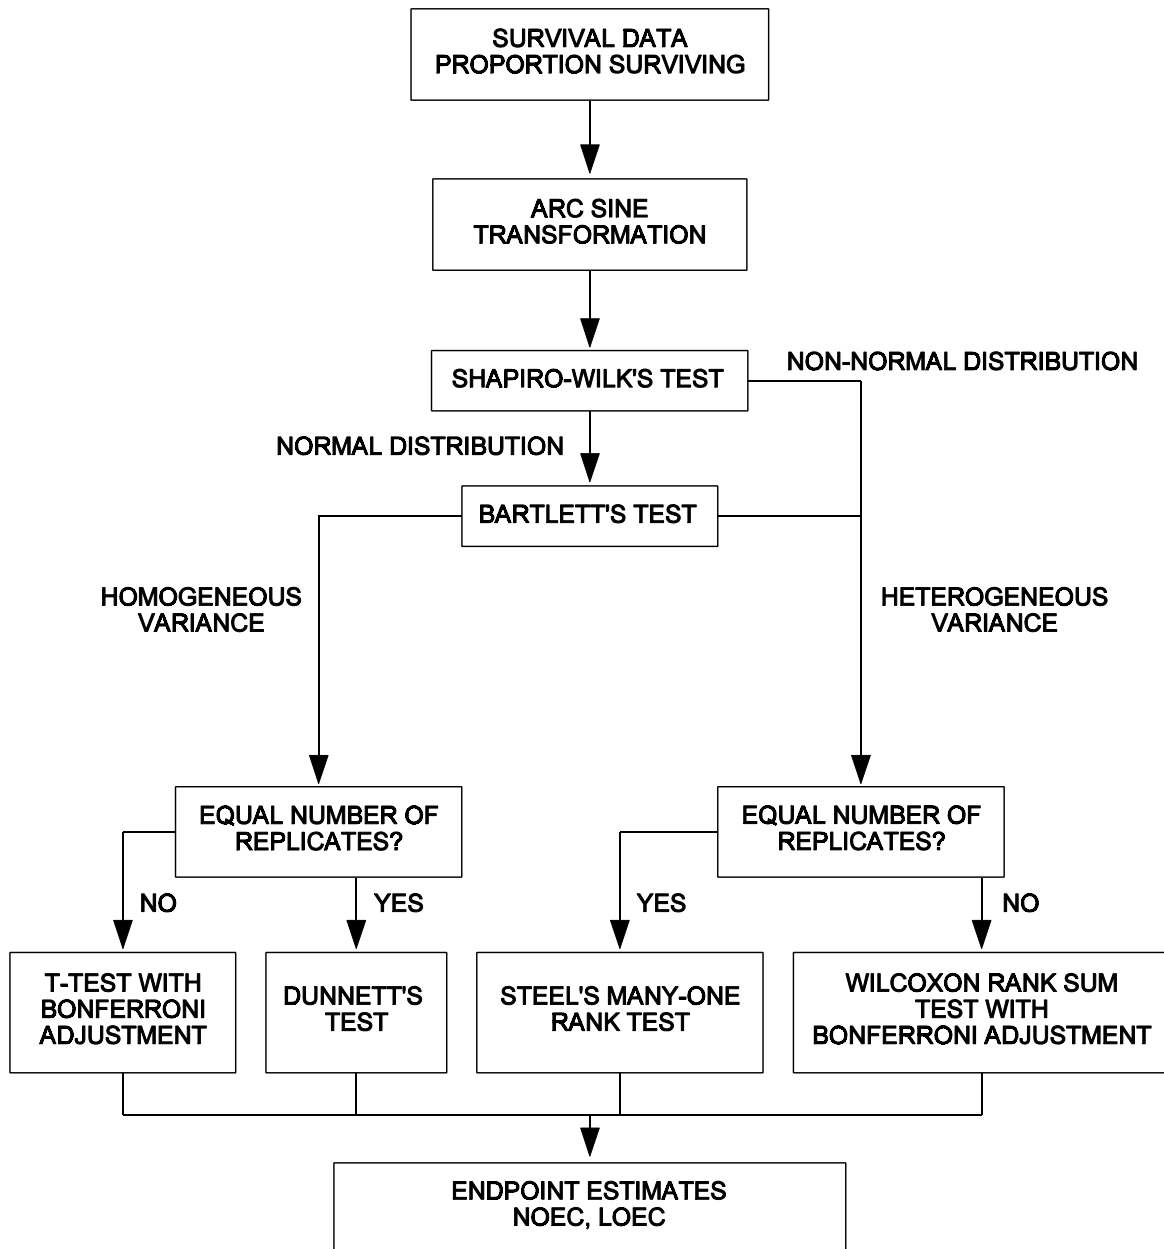 SURVIVAL DATA
PROPORTION SURVIVING
ARC SINE
TRANSFORMATION
NON-NORMAL DISTRIBUTION
SHAPIRO-WILK'S TEST
NORMAL DISTRIBUTION
BARTLETT'S TEST
HOMOGENEOUS
VARIANCE
HETEROGENEOUS
VARIANCE
EQUAL NUMBER OF
REPLICATES?
EQUAL NUMBER OF
REPLICATES?
NO
YES
YES
NO
T-TEST WITH
BONFERRONI
ADJUSTMENT
DUNNETT'S
TEST
STEEL'S MANY-ONE
RANK TEST
WILCOXON RANK SUM
TEST WITH
BONFERRONI ADJUSTMENT
ENDPOINT ESTIMATES
NOEC, LOEC